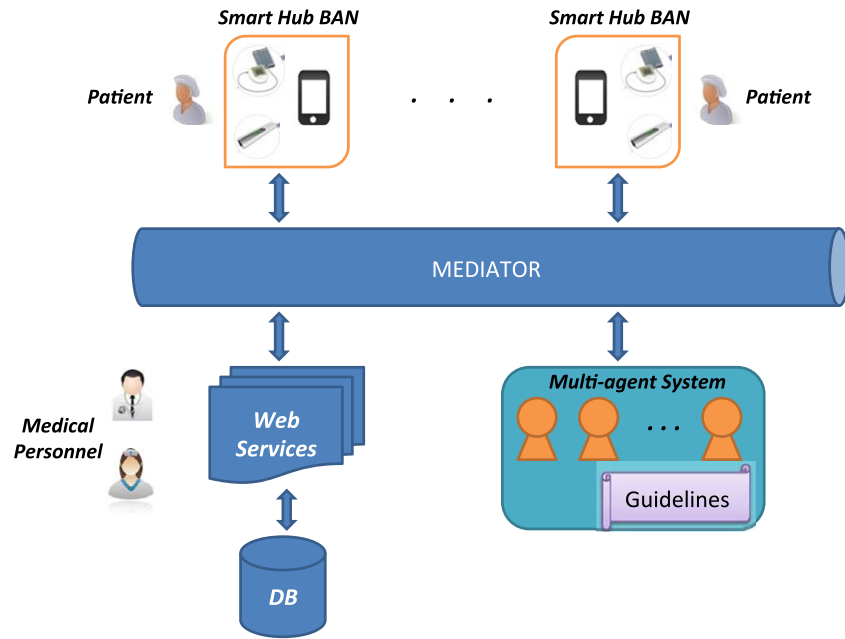 Smart Hub BAN
Smart Hub BAN
Patient
. . .
Patient
MEDIATOR
Medical
Personnel
Web
Services
Multi-agent System
...
Guidelines
DB